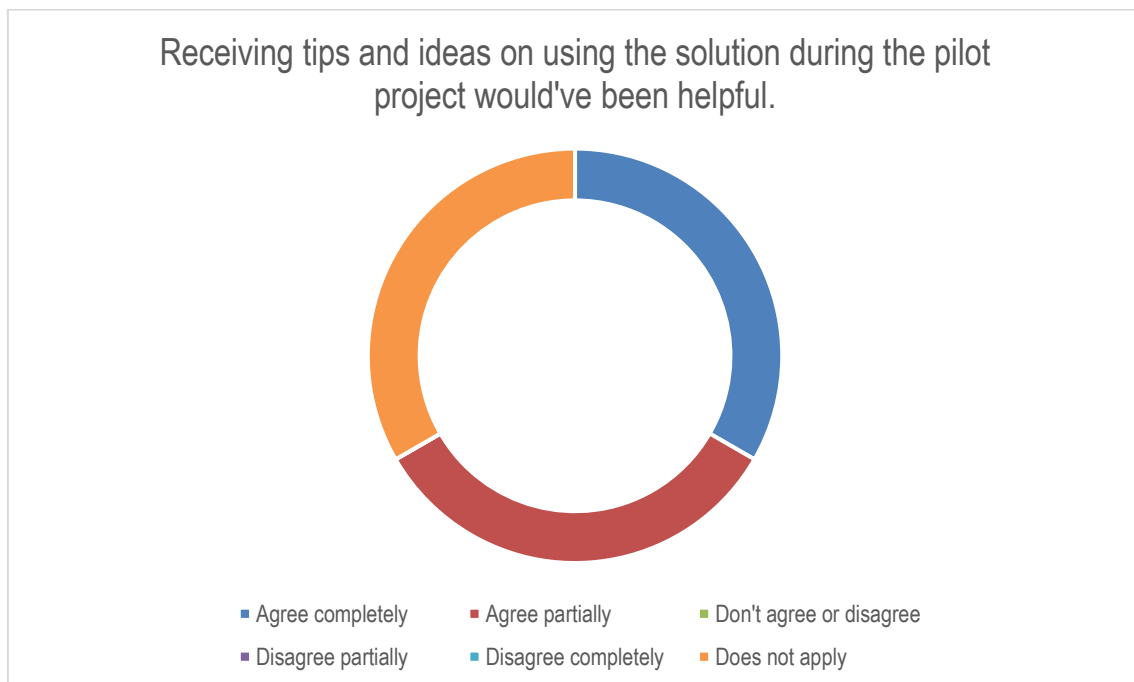 Receiving tips and ideas on using the solution during the pilot
project would've been helpful.
Agree completely
Agree partially
Don't agree or disagree
Disagree partially
Disagree completely
Does not apply